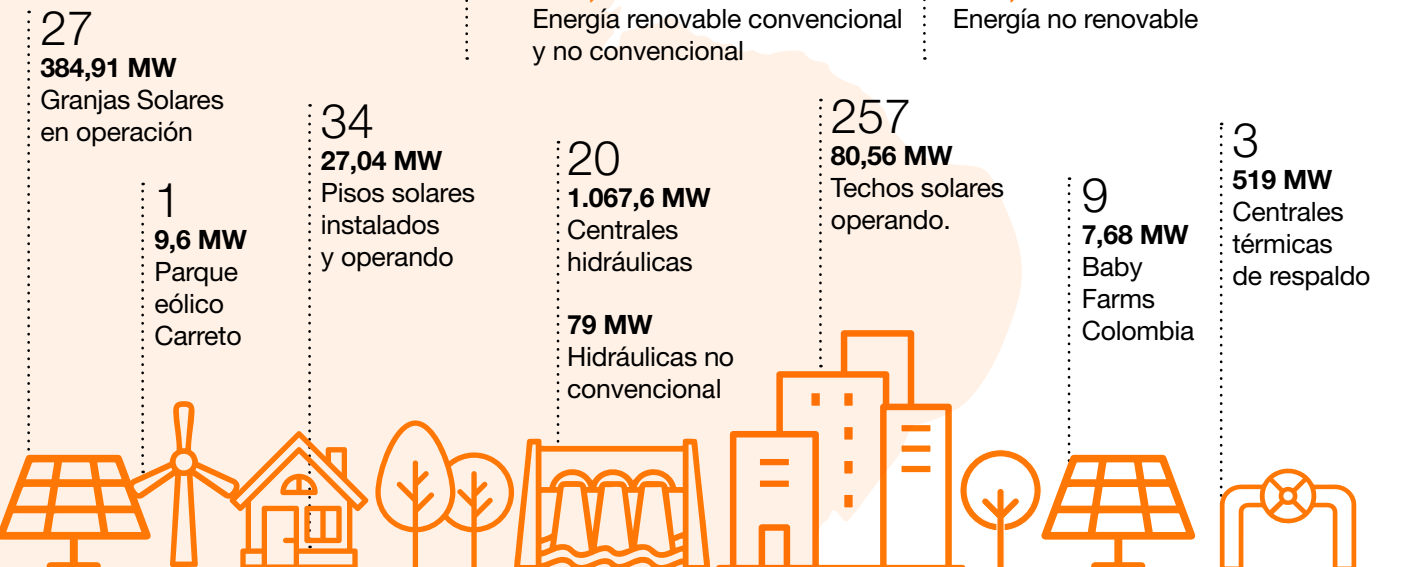 Energía renovable convencional
y no convencional
Energía no renovable
27
384,91 MW
Granjas Solares
en operación
1
9,6 MW
Parque
eólico
Carreto
34
27,04 MW
Pisos solares
instalados
y operando
20
1.067,6 MW
Centrales
hidráulicas
79 MW
Hidráulicas no
convencional
257
80,56 MW
Techos solares
operando.
9
7,68 MW
Baby
Farms
Colombia
3
519 MW
Centrales
térmicas
de respaldo